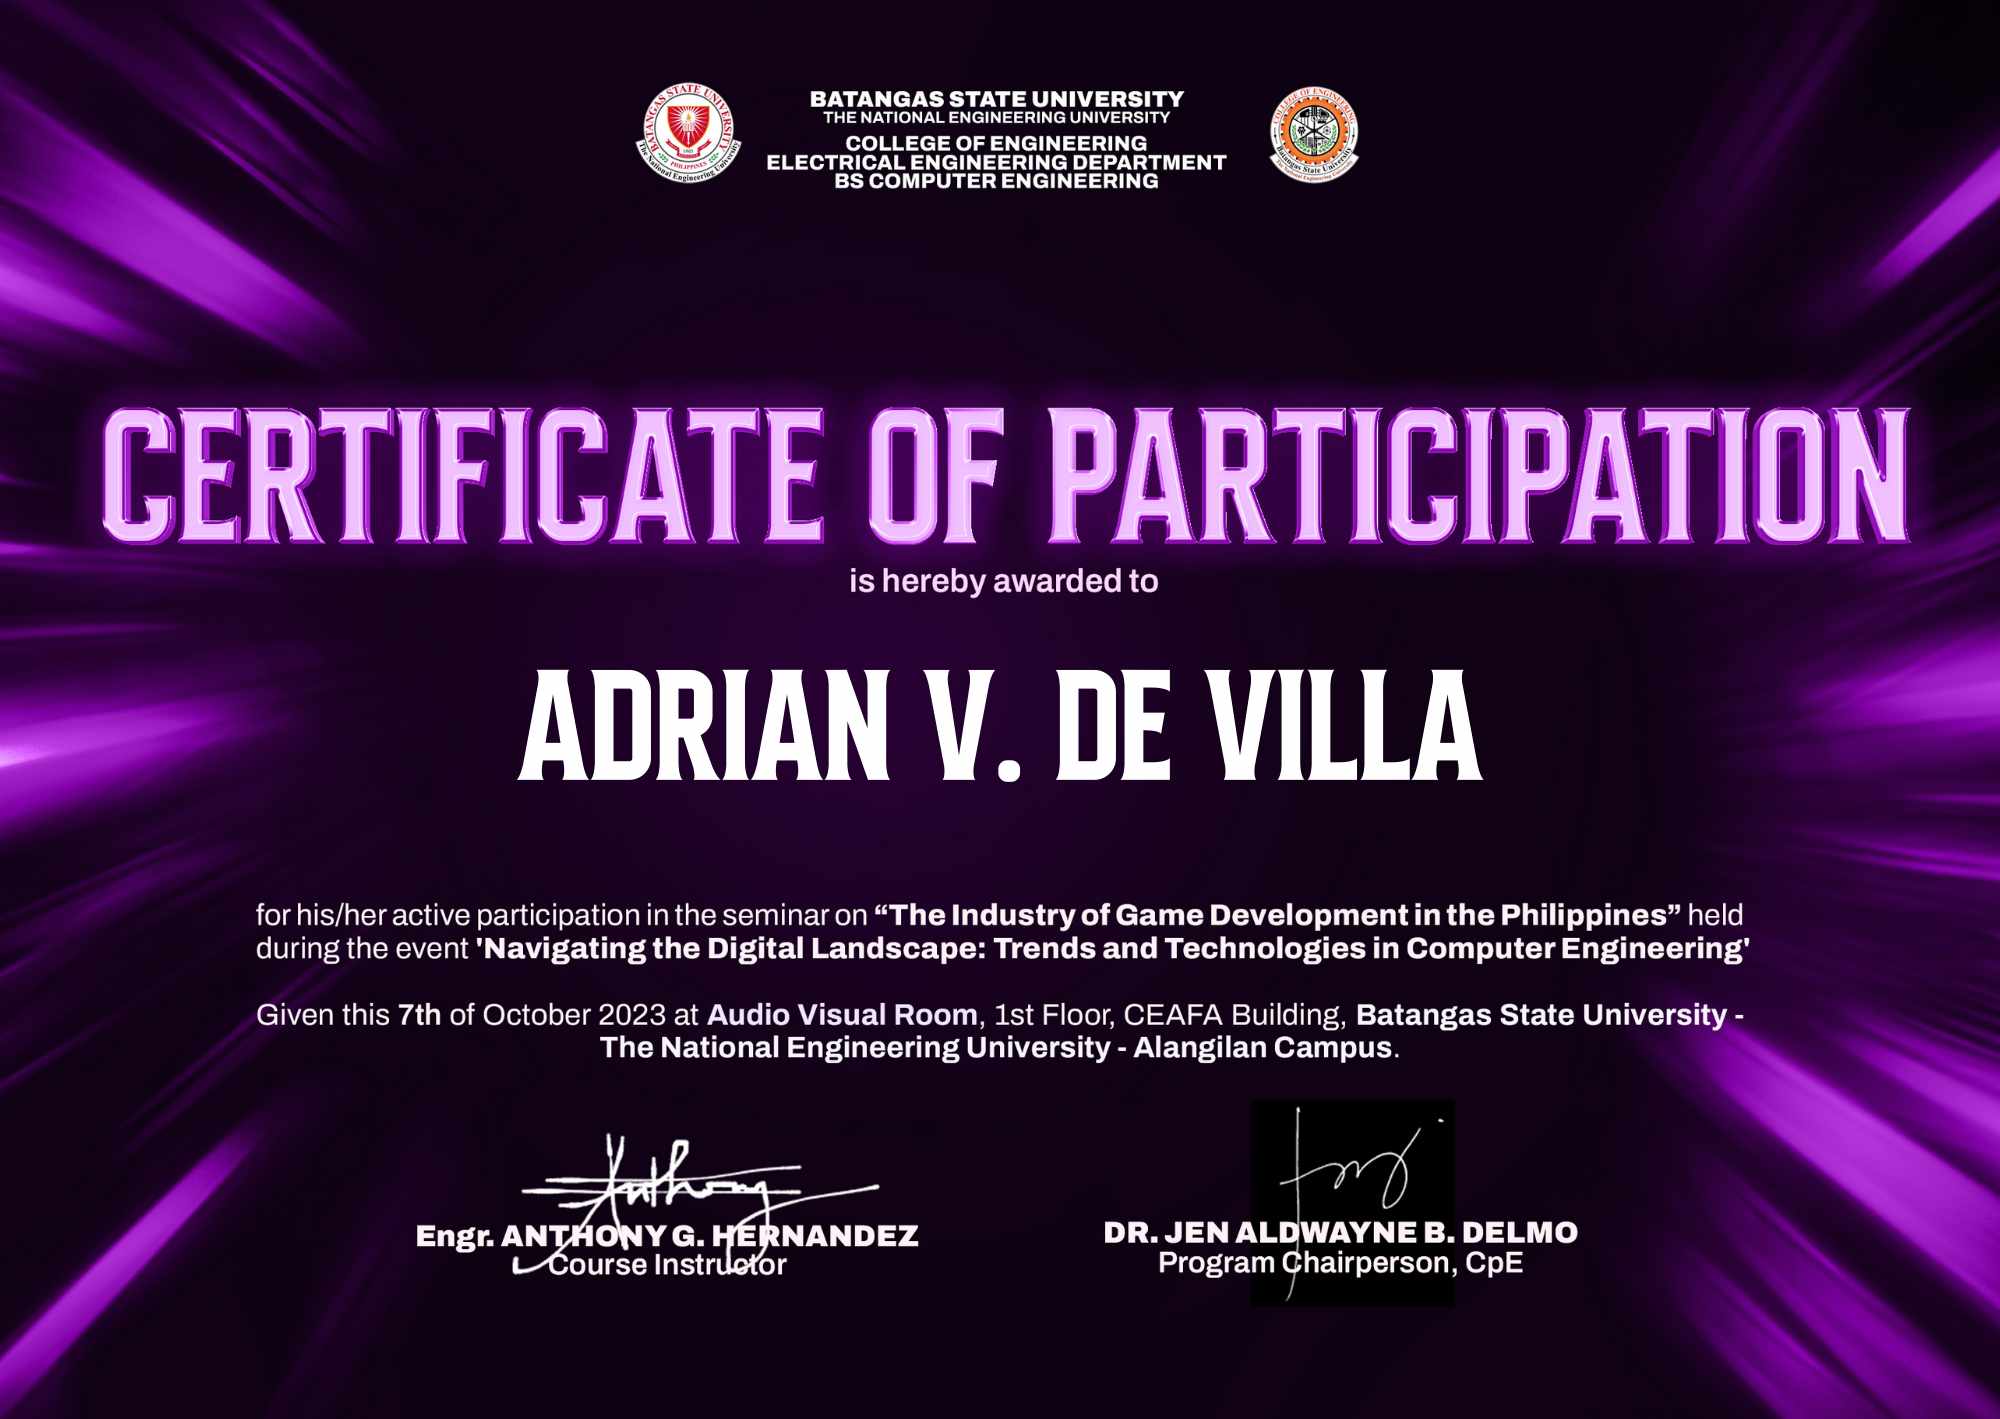 BATANGAS STATE UNIVERSITY
THE NATIONAL ENGINEERING UNIVERSITY
COLLEGE OF ENGINEERING
ELECTRICAL ENGINEERING DEPARTMENT
BS COMPUTER ENGINEERING
BATANGAS STATE UNIVERSITY
The National Engineering University
1903
PHILIPPINES
COLLEGE OF ENGINEERING
Batangas State University
The National Engineering University
CERTIFICATE OF PARTICIPATION
is hereby awarded to
ADRIAN V. DE VILLA
for his/her active participation in the seminar on “The Industry of Game Development in the Philippines” held
during the event 'Navigating the Digital Landscape: Trends and Technologies in Computer Engineering'
Given this 7th of October 2023 at Audio Visual Room, 1st Floor, CEAFA Building, Batangas State University -
The National Engineering University - Alangilan Campus.
Anthony
Engr. ANTHONY G. HERNANDEZ
Course Instructor
DR. JEN ALDWAYNE B. DELMO
Program Chairperson, CpE